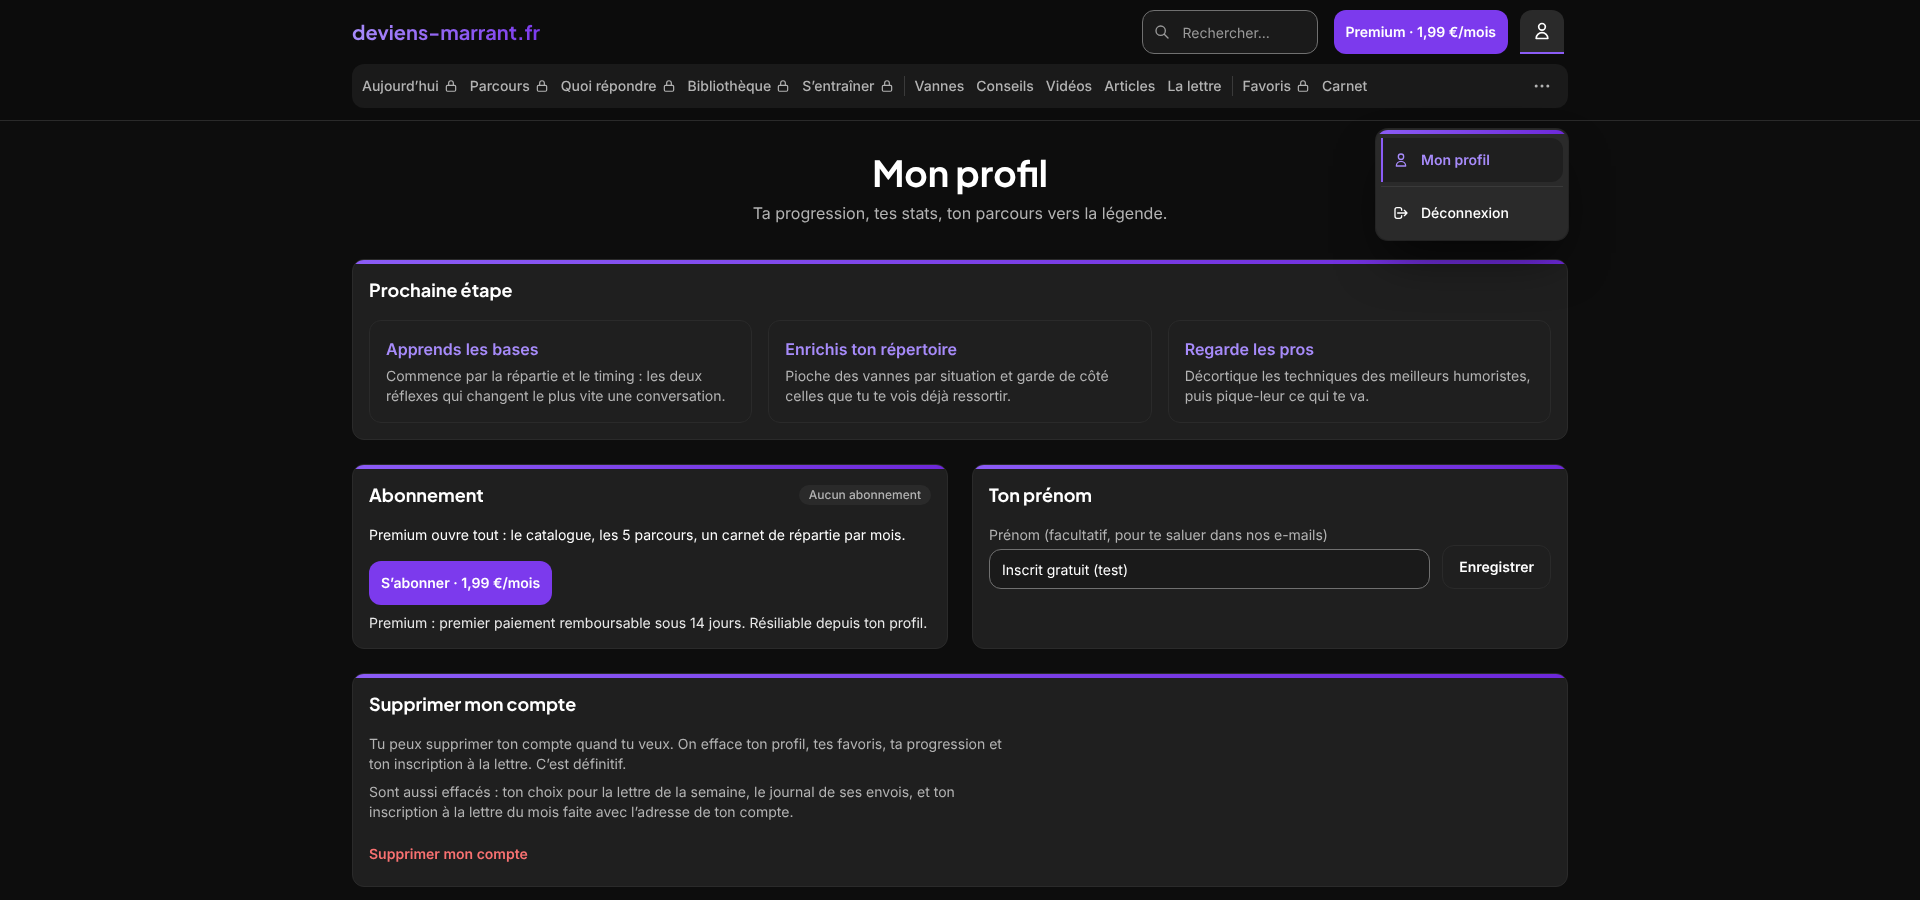 deviens-marrant.fr
Rechercher...
Premium · 1,99 €/mois
Aujourd’hui Parcours Quoi répondre Bibliothèque S’entraîner Vannes Conseils Vidéos Articles La lettre Favoris Carnet
Mon profil
Déconnexion
Mon profil
Ta progression, tes stats, ton parcours vers la légende.
Prochaine étape
Apprends les bases
Commence par la répartie et le timing : les deux
réflexes qui changent le plus vite une conversation.
Enrichis ton répertoire
Pioche des vannes par situation et garde de côté
celles que tu te vois déjà ressortir.
Regarde les pros
Décortique les techniques des meilleurs humoristes,
puis pique-leur ce qui te va.
Abonnement
Aucun abonnement
Premium ouvre tout : le catalogue, les 5 parcours, un carnet de répartie par mois.
S’abonner · 1,99 €/mois
Premium : premier paiement remboursable sous 14 jours. Résiliable depuis ton profil.
Ton prénom
Prénom (facultatif, pour te saluer dans nos e-mails)
Inscrit gratuit (test)
Enregistrer
Supprimer mon compte
Tu peux supprimer ton compte quand tu veux. On efface ton profil, tes favoris, ta progression et
ton inscription à la lettre. C’est définitif.
Sont aussi effacés : ton choix pour la lettre de la semaine, le journal de ses envois, et ton
inscription à la lettre du mois faite avec l’adresse de ton compte.
Supprimer mon compte